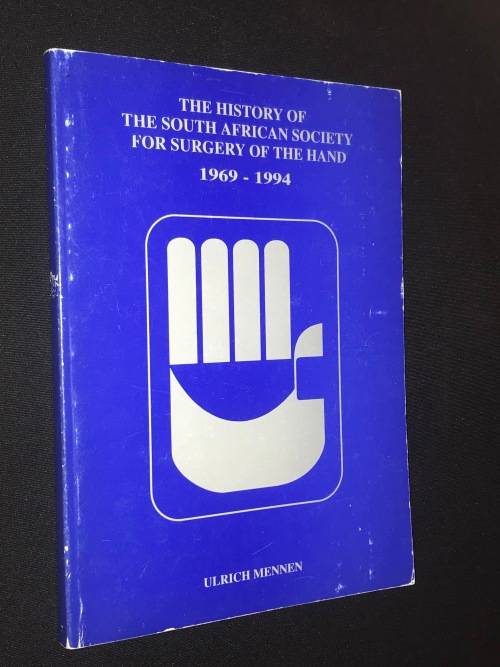 THE HISTORY OF
THE SOUTH AFRICAN SOCIETY
FOR SURGERY OF THE HAND
1969 - 1994
ULRICH MENNEN